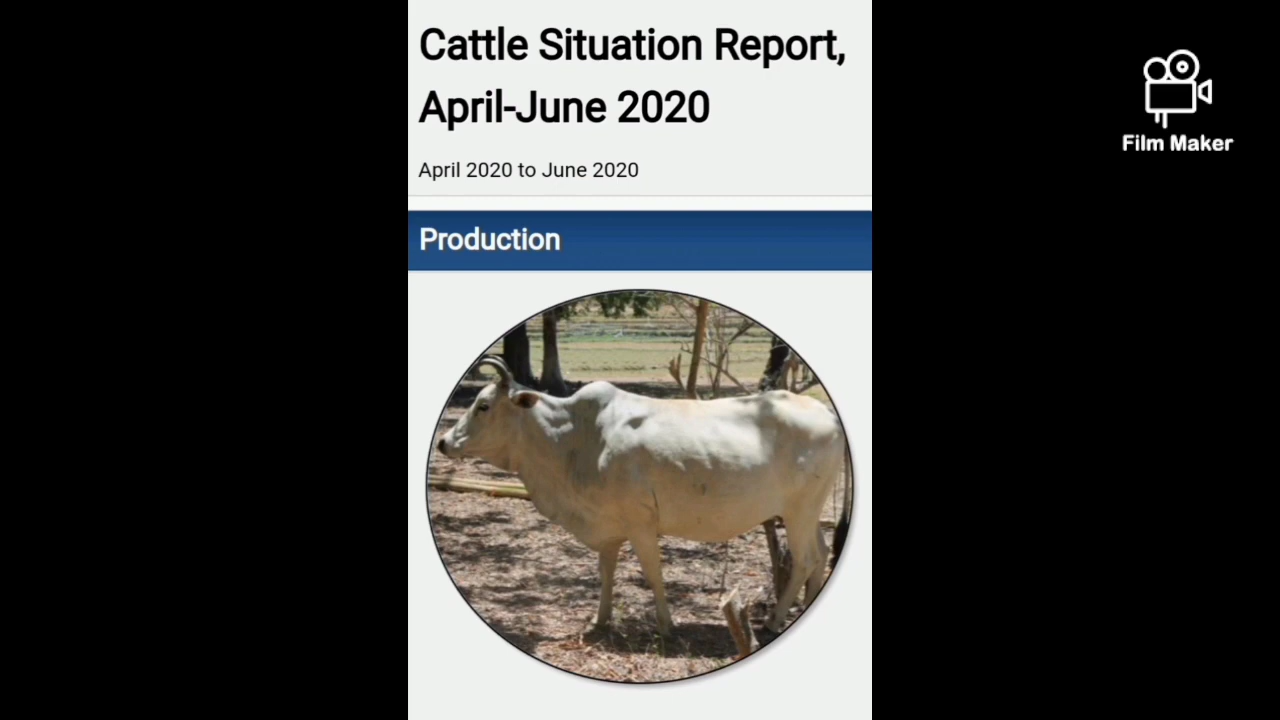 Cattle Situation Report,
April-June 2020
April 2020 to June 2020
Production
Film Maker